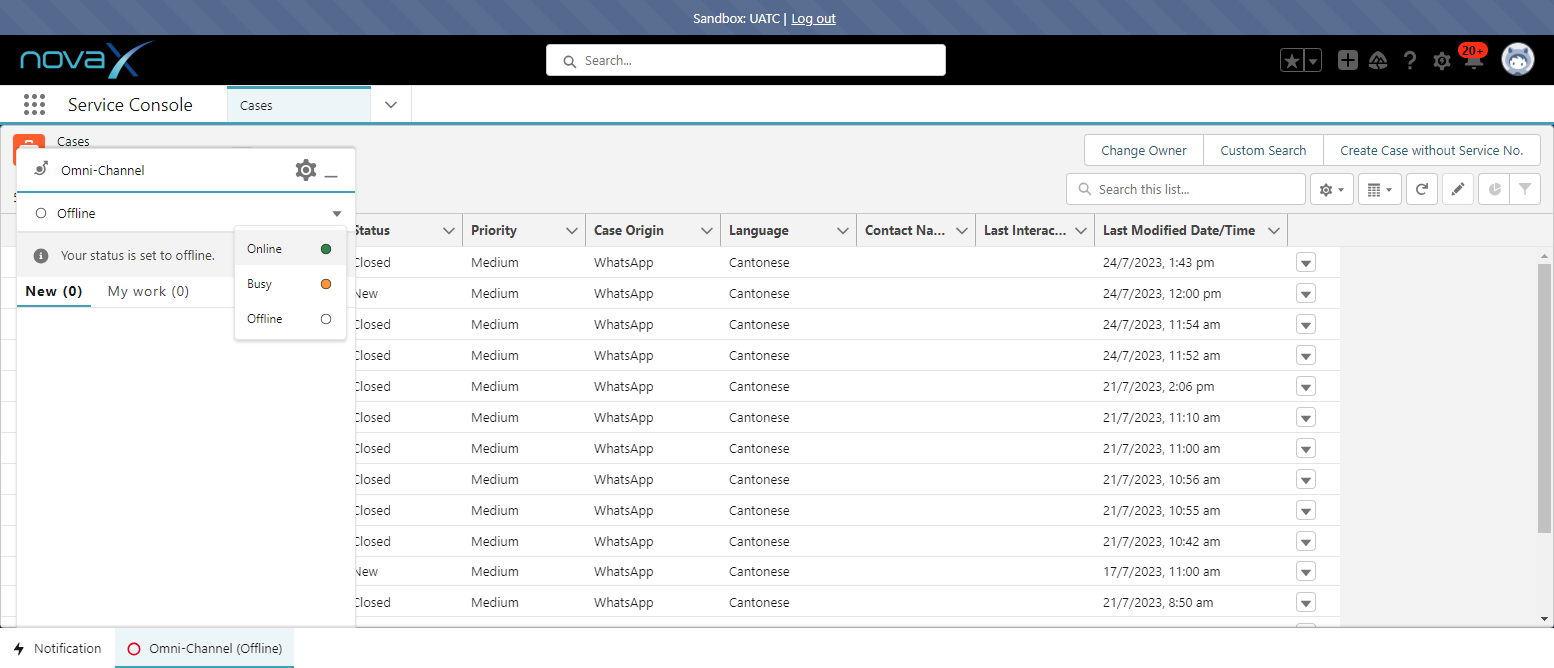 Sandbox: UATC | Log out
novaX
Search...
20+
Service Console
Cases
Cases
Change Owner
Custom Search
Create Case without Service No.
Omni-Channel
Search this list...
Offline
Online
Busy
Offline
Your status is set to offline.
New (0)
My work (0)
Status Priority Case Origin Language Contact Na... Last Interac... Last Modified Date/Time
Closed Medium WhatsApp Cantonese 24/7/2023, 1:43 pm
New Medium WhatsApp Cantonese 24/7/2023, 12:00 pm
Closed Medium WhatsApp Cantonese 24/7/2023, 11:54 am
Closed Medium WhatsApp Cantonese 24/7/2023, 11:52 am
Closed Medium WhatsApp Cantonese 21/7/2023, 2:06 pm
Closed Medium WhatsApp Cantonese 21/7/2023, 11:10 am
Closed Medium WhatsApp Cantonese 21/7/2023, 11:00 am
Closed Medium WhatsApp Cantonese 21/7/2023, 10:56 am
Closed Medium WhatsApp Cantonese 21/7/2023, 10:55 am
Closed Medium WhatsApp Cantonese 21/7/2023, 10:42 am
New Medium WhatsApp Cantonese 17/7/2023, 11:00 am
Closed Medium WhatsApp Cantonese 21/7/2023, 8:50 am
Notification
Omni-Channel (Offline)